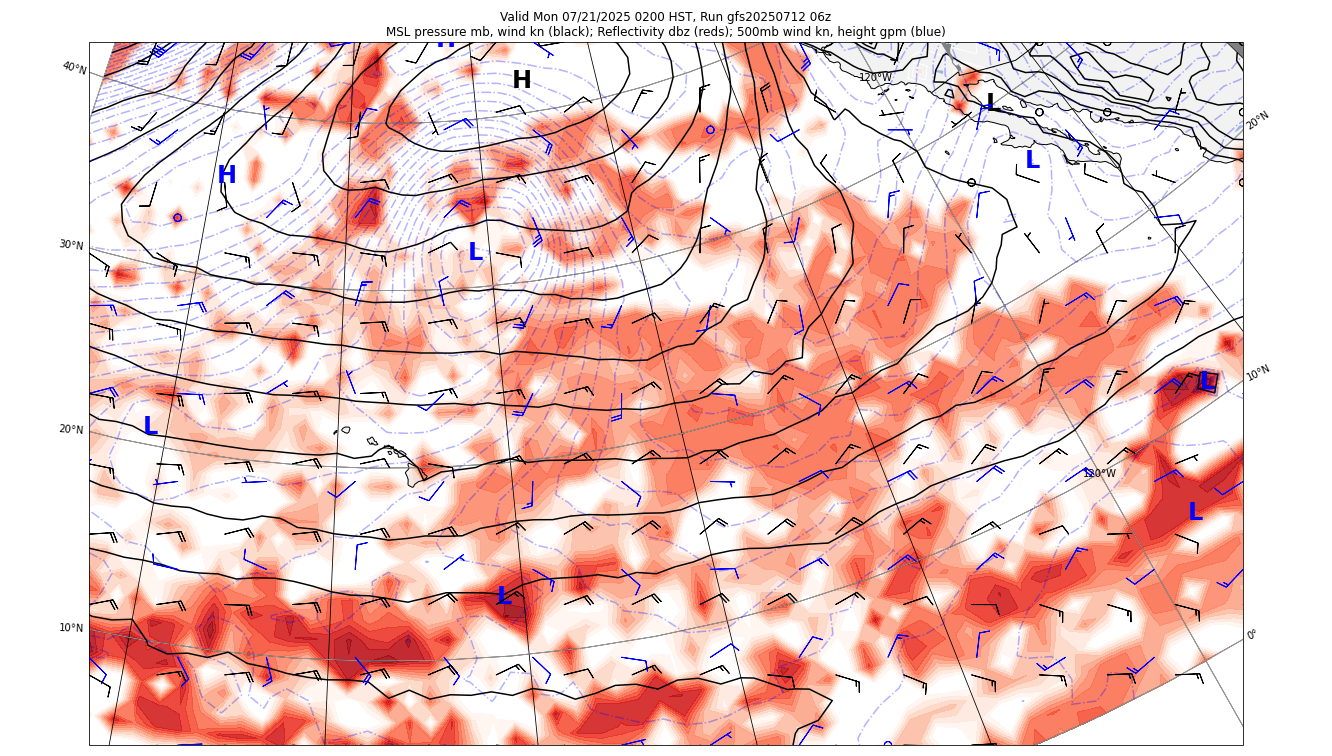 Valid Mon 07/21/2025 0200 HST, Run gfs20250712 06z
MSL pressure mb, wind kn (black); Reflectivity dbz (reds); 500mb wind kn, height gpm (blue)
H
40°N
H
120°W
L
20°N
L
H
30°N
L
10°N
L
L
20°N
120°W
L
L
10°N
0°